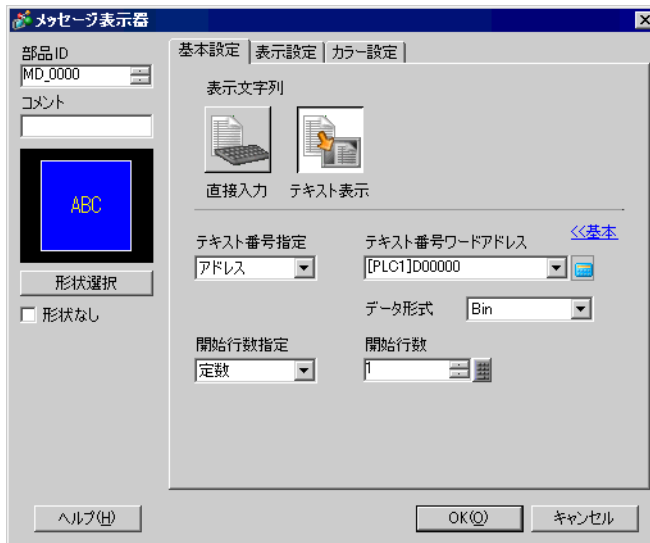 メッセージ表示器
部品ID
MD_0000
コメント
ABC
形状選択
形状なし
基本設定 表示設定 カラー設定
表示文字列
直接入力 テキスト表示
<<基本
テキスト番号指定 テキスト番号ワードアドレス
アドレス [PLC1]D00000
データ形式 Bin
開始行数指定 開始行数
定数 1
ヘルプ(H) OK(O) キャンセル